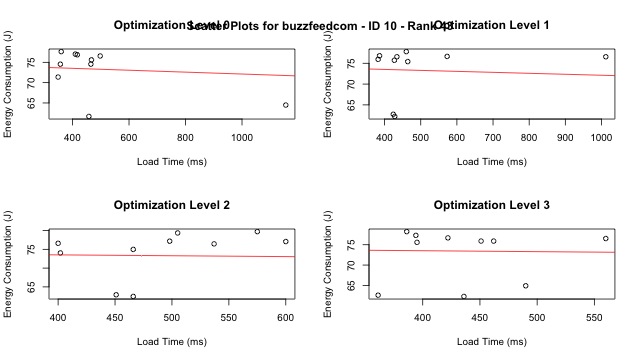 Scatter Plots for buzzfeedcom - ID 10 - Rank 43
Optimization Level 0
Energy Consumption (J)
65 75
400 600 800 1000
Load Time (ms)
Optimization Level 1
Energy Consumption (J)
65 75
400 500 600 700 800 900 1000
Load Time (ms)
Optimization Level 2
Energy Consumption (J)
65 75
400 450 500 550 600
Load Time (ms)
Optimization Level 3
Energy Consumption (J)
65 70 75
400 450 500 550
Load Time (ms)